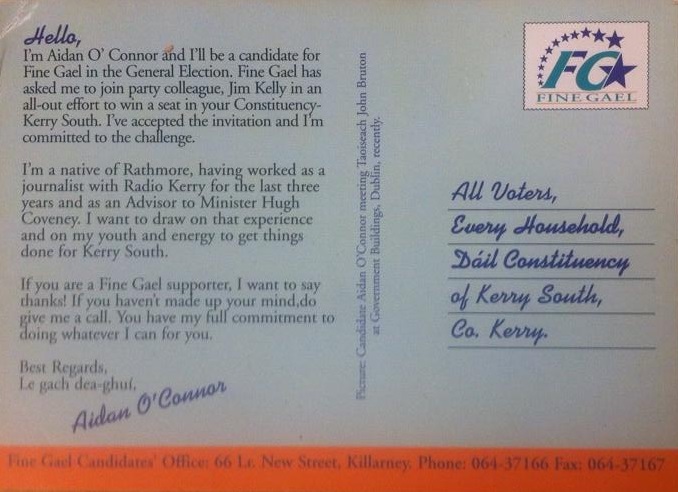 Hello,
I'm Aidan O' Connor and I'll be a candidate for
Fine Gael in the General Election. Fine Gael has
asked me to join party colleague, Jim Kelly in an
all-out effort to win a seat in your Constituency-
Kerry South. I've accepted the invitation and I'm
committed to the challenge.
I'm a native of Rathmore, having worked as a
journalist with Radio Kerry for the last three
years and as an Advisor to Minister Hugh
Coveney. I want to draw on that experience
and on my youth and energy to get things
done for Kerry South.
If you are a Fine Gael supporter, I want to say
thanks! If you haven't made up your mind,do
give me a call. You have my full commitment to
doing whatever I can for you.
Best Regards,
Le gach dea-ghuí,
Aidan O'Connor
Picture: Candidate Aidan O'Connor meeting Taoiseach John Bruton
at Government Buildings, Dublin, recently.
FG
FINE GAEL
All Voters,
Every Household,
Dáil Constituency
of Kerry South,
Co. Kerry.
Fine Gael Candidates' Office: 66 Lr. New Street, Killarney. Phone: 064-37166 Fax: 064-37167